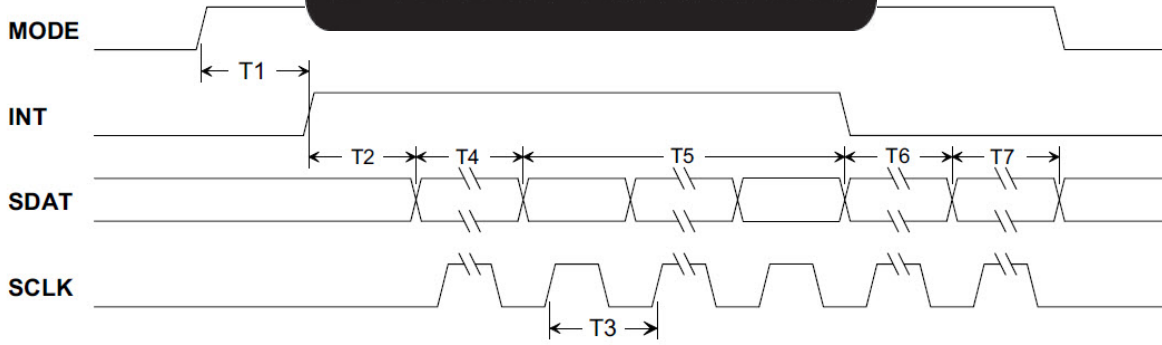 MODE
T1
INT
T2 T4 T5 T6 T7
SDAT
SCLK
T3